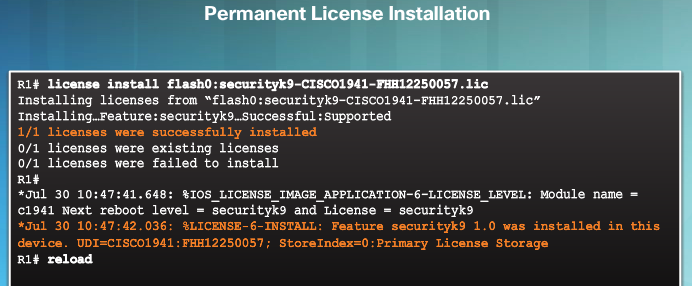 Permanent License Installation
R1# license install flash0:securityk9-CISCO1941-FHH12250057.lic
Installing licenses from “flash0:securityk9-CISCO1941-FHH12250057.lic”
Installing…Feature:securityk9…Successful:Supported
1/1 licenses were successfully installed
0/1 licenses were existing licenses
0/1 licenses were failed to install
R1#
*Jul 30 10:47:41.648: %IOS_LICENSE_IMAGE_APPLICATION-6-LICENSE_LEVEL: Module name =
c1941 Next reboot level = securityk9 and License = securityk9
*Jul 30 10:47:42.036: %LICENSE-6-INSTALL: Feature securityk9 1.0 was installed in this
device. UDI=CISCO1941:FHH12250057; StoreIndex=0:Primary License Storage
R1# reload